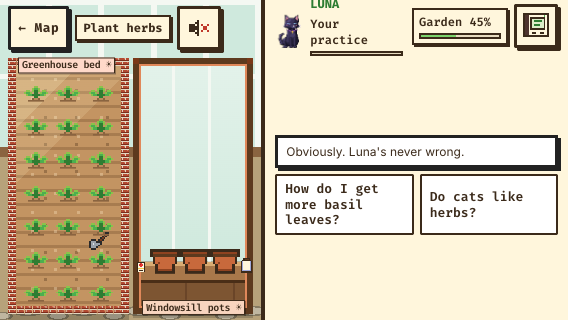 ← Map
Plant herbs
Greenhouse bed ☀
Windowsill pots ☀
LUNA
Your
practice
Garden 45%
Obviously. Luna's never wrong.
How do I get
more basil
leaves?
Do cats like
herbs?